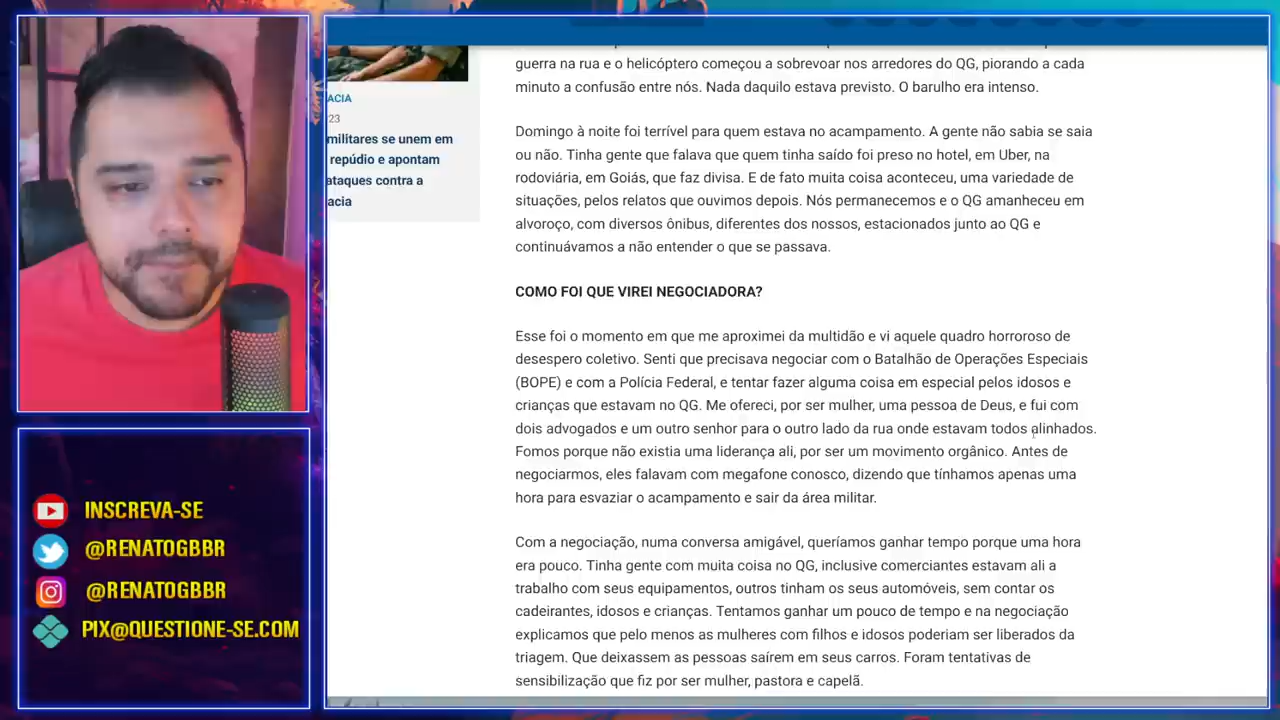 guerra na rua e o helicóptero começou a sobrevoar nos arredores do QG, piorando a cada
minuto a confusão entre nós. Nada daquilo estava previsto. O barulho era intenso.
ACIA
23
militares se unem em
repúdio e apontam
ataques contra a
acia
Domingo à noite foi terrível para quem estava no acampamento. A gente não sabia se saia
ou não. Tinha gente que falava que quem tinha saído foi preso no hotel, em Uber, na
rodoviária, em Goiás, que faz divisa. E de fato muita coisa aconteceu, uma variedade de
situações, pelos relatos que ouvimos depois. Nós permanecemos e o QG amanheceu em
alvoroço, com diversos ônibus, diferentes dos nossos, estacionados junto ao QG e
continuávamos a não entender o que se passava.
COMO FOI QUE VIREI NEGOCIADORA?
Esse foi o momento em que me aproximei da multidão e vi aquele quadro horroroso de
desespero coletivo. Senti que precisava negociar com o Batalhão de Operações Especiais
(BOPE) e com a Polícia Federal, e tentar fazer alguma coisa em especial pelos idosos e
crianças que estavam no QG. Me ofereci, por ser mulher, uma pessoa de Deus, e fui com
dois advogados e um outro senhor para o outro lado da rua onde estavam todos alinhados.
Fomos porque não existia uma liderança ali, por ser um movimento orgânico. Antes de
negociarmos, eles falavam com megafone conosco, dizendo que tínhamos apenas uma
hora para esvaziar o acampamento e sair da área militar.
Com a negociação, numa conversa amigável, queríamos ganhar tempo porque uma hora
era pouco. Tinha gente com muita coisa no QG, inclusive comerciantes estavam ali a
trabalho com seus equipamentos, outros tinham os seus automóveis, sem contar os
cadeirantes, idosos e crianças. Tentamos ganhar um pouco de tempo e na negociação
explicamos que pelo menos as mulheres com filhos e idosos poderiam ser liberados da
triagem. Que deixassem as pessoas saírem em seus carros. Foram tentativas de
sensibilização que fiz por ser mulher, pastora e capelã.
INSCREVA-SE
@RENATOGBBR
@RENATOGBBR
PIX@QUESTIONE-SE.COM